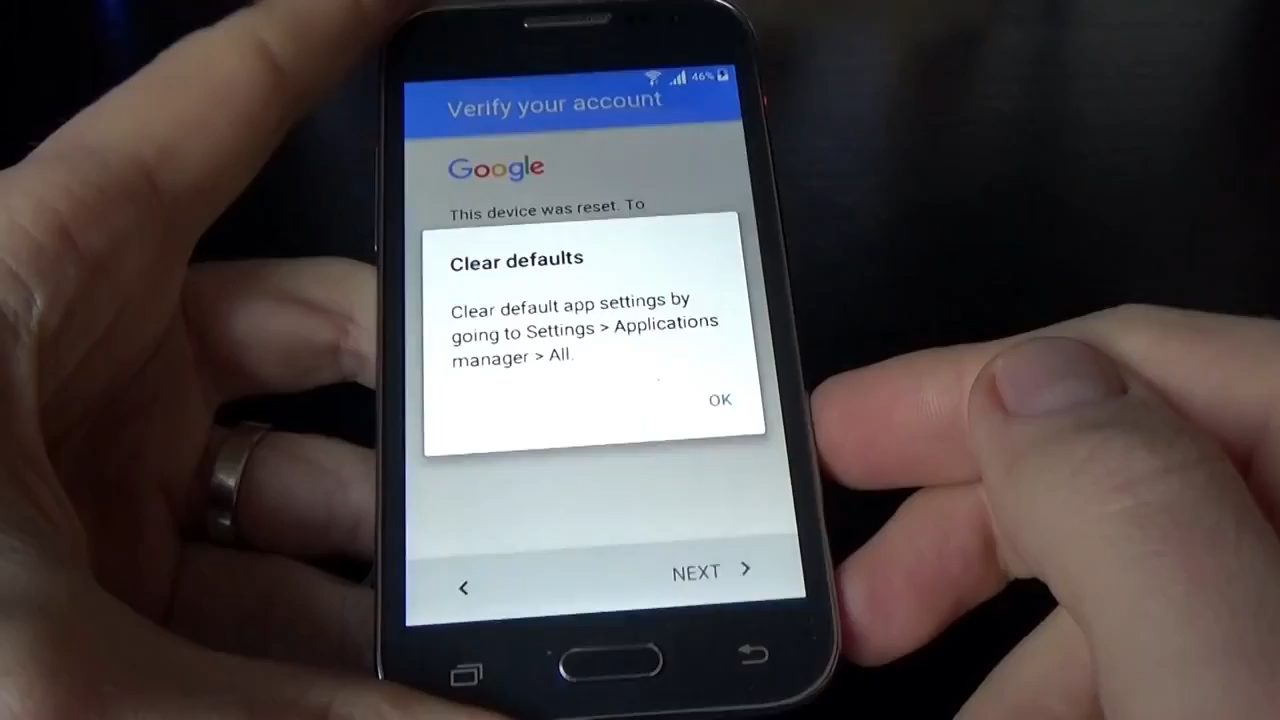 46%
Verify your account
Google
This device was reset. To
Clear defaults
Clear default app settings by
going to Settings > Applications
manager > All.
OK
NEXT